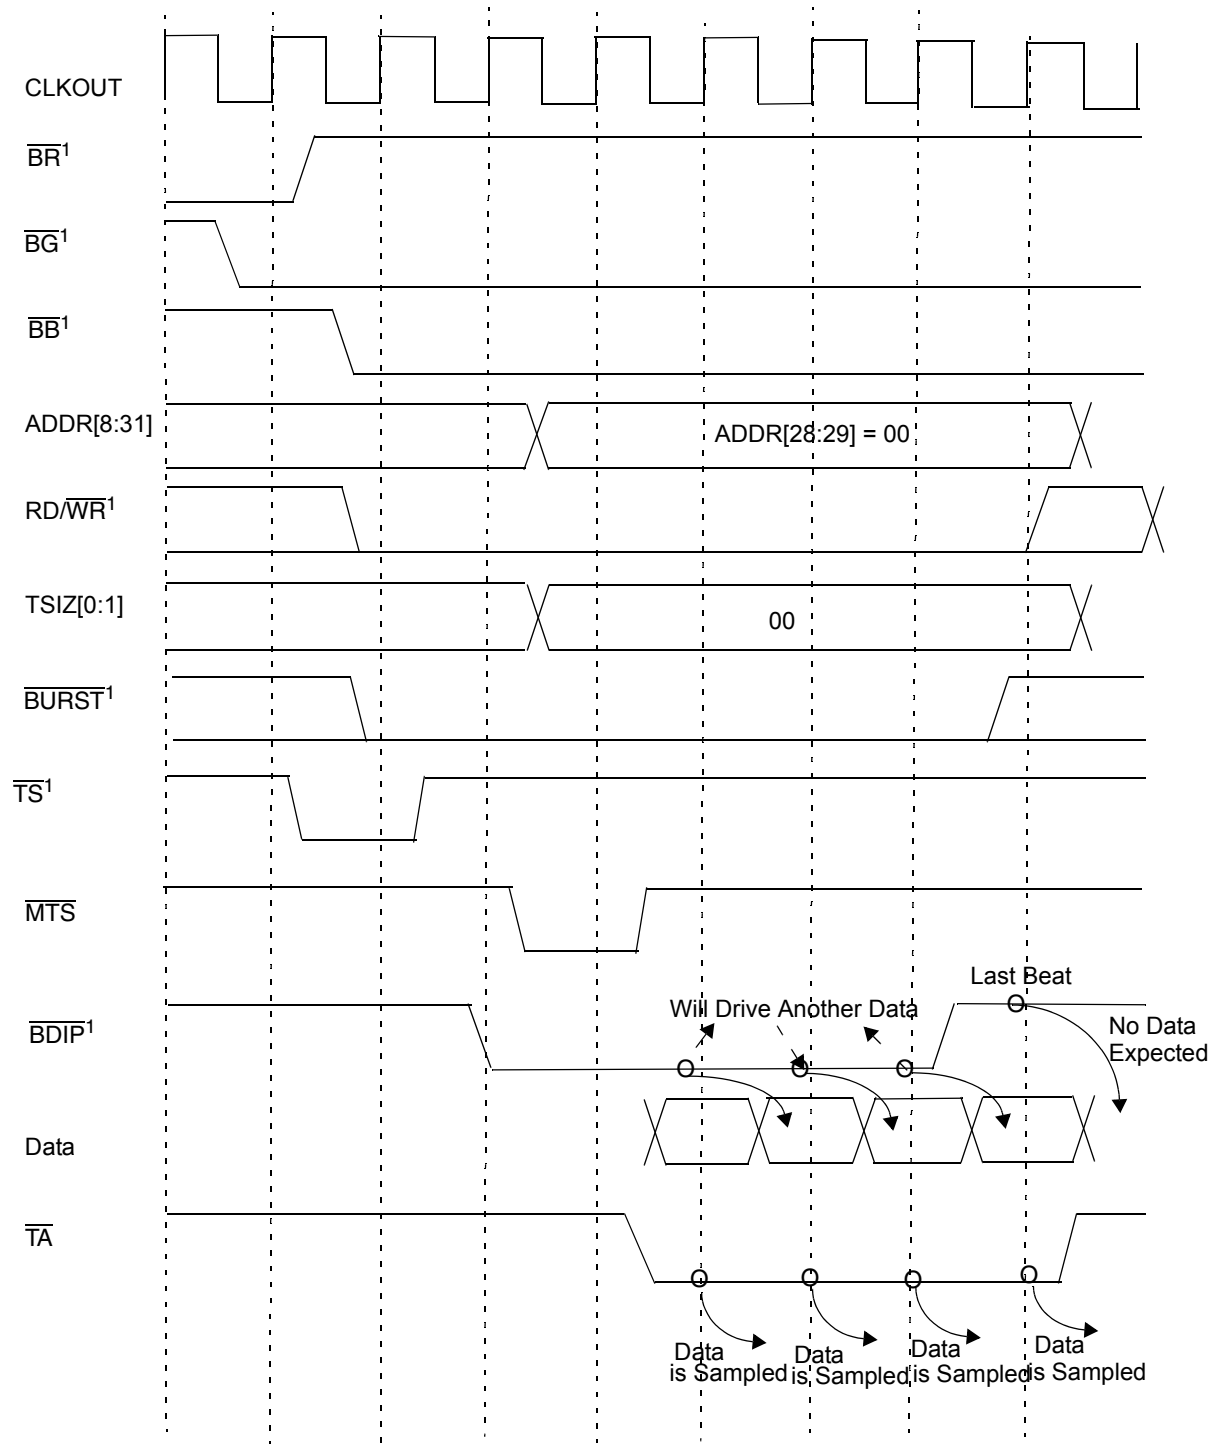 CLKOUT
BR1
BG1
BB1
ADDR[8:31]
ADDR[28:29] = 00
RD/WR1
TSIZ[0:1]
00
BURST1
TS1
MTS
Last Beat
Will Drive Another Data
BDIP1
No Data
Expected
Data
TA
Data
is Sampled
Data
is Sampled
Data
is Sampled
Data
is Sampled